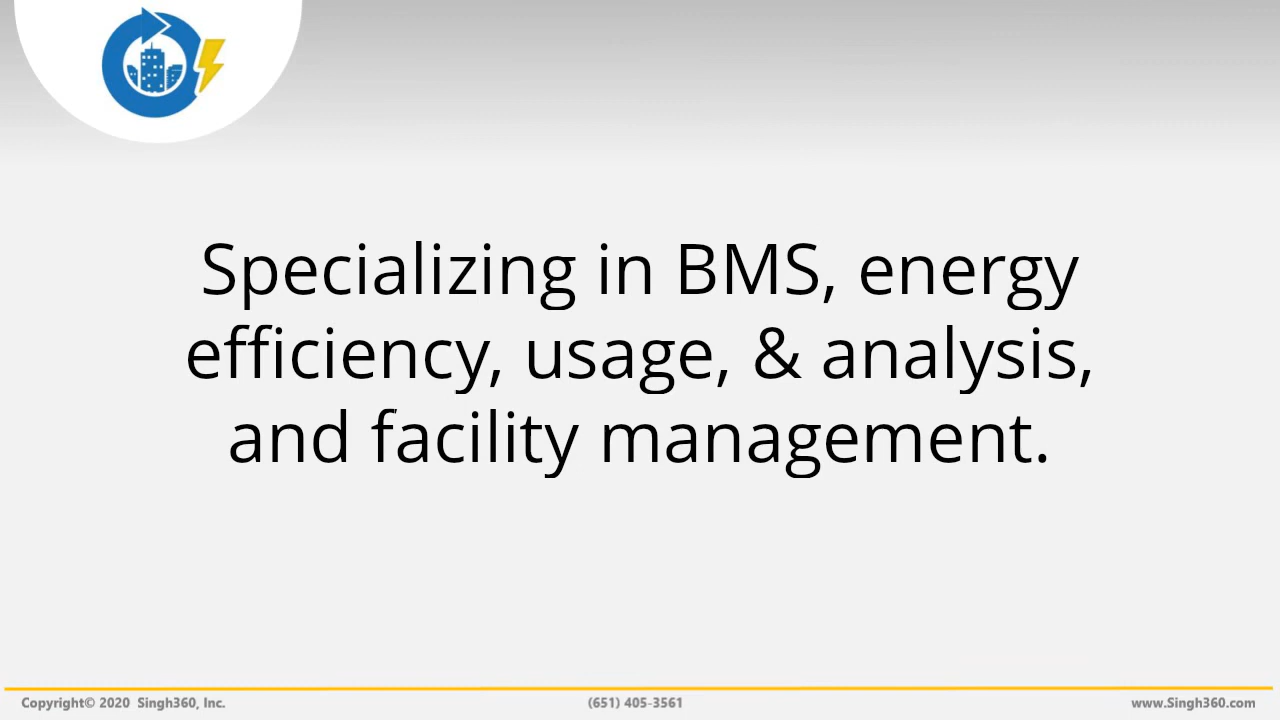 Specializing in BMS, energy
efficiency, usage, & analysis,
and facility management.
Copyright© 2020 Singh360, Inc.
(651) 405-3561
www.Singh360.com